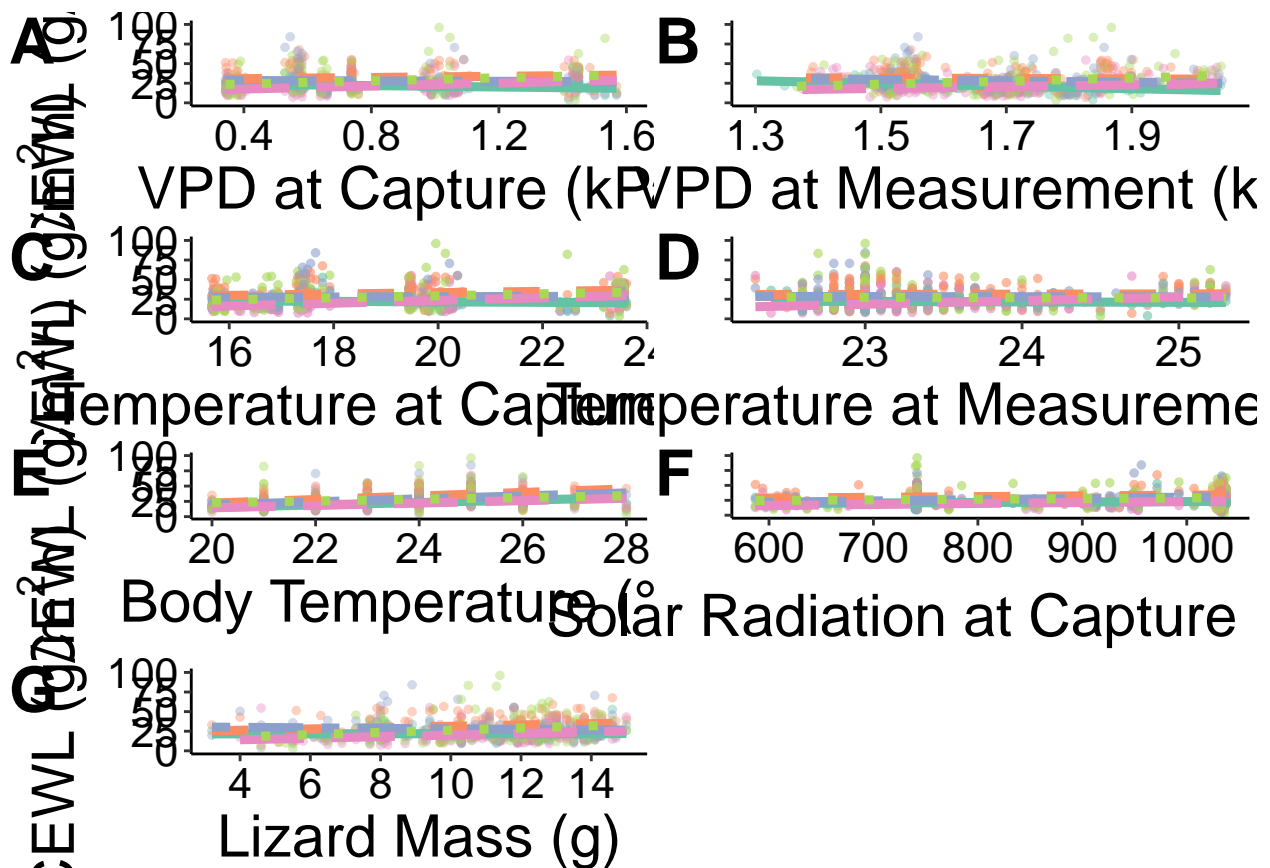 A
100
75
50
25
0
0.4 0.8 1.2 1.6
VPD at Capture (kP
B
1.3 1.5 1.7 1.9
VPD at Measurement (k
C
100
75
50
25
0
16 18 20 22 24
Temperature at Capture
D
23 24 25
Temperature at Measureme
E
100
75
50
25
0
20 22 24 26 28
Body Temperature (°
F
600 700 800 900 1000
Solar Radiation at Capture
G
100
75
50
25
0
4 6 8 10 12 14
Lizard Mass (g)
CEWL (g